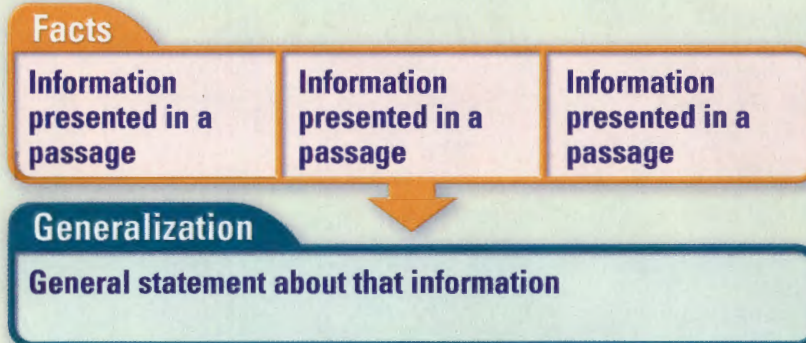 Facts
Information
presented in a
passage
Information
presented in a
passage
Information
presented in a
passage
Generalization
General statement about that information